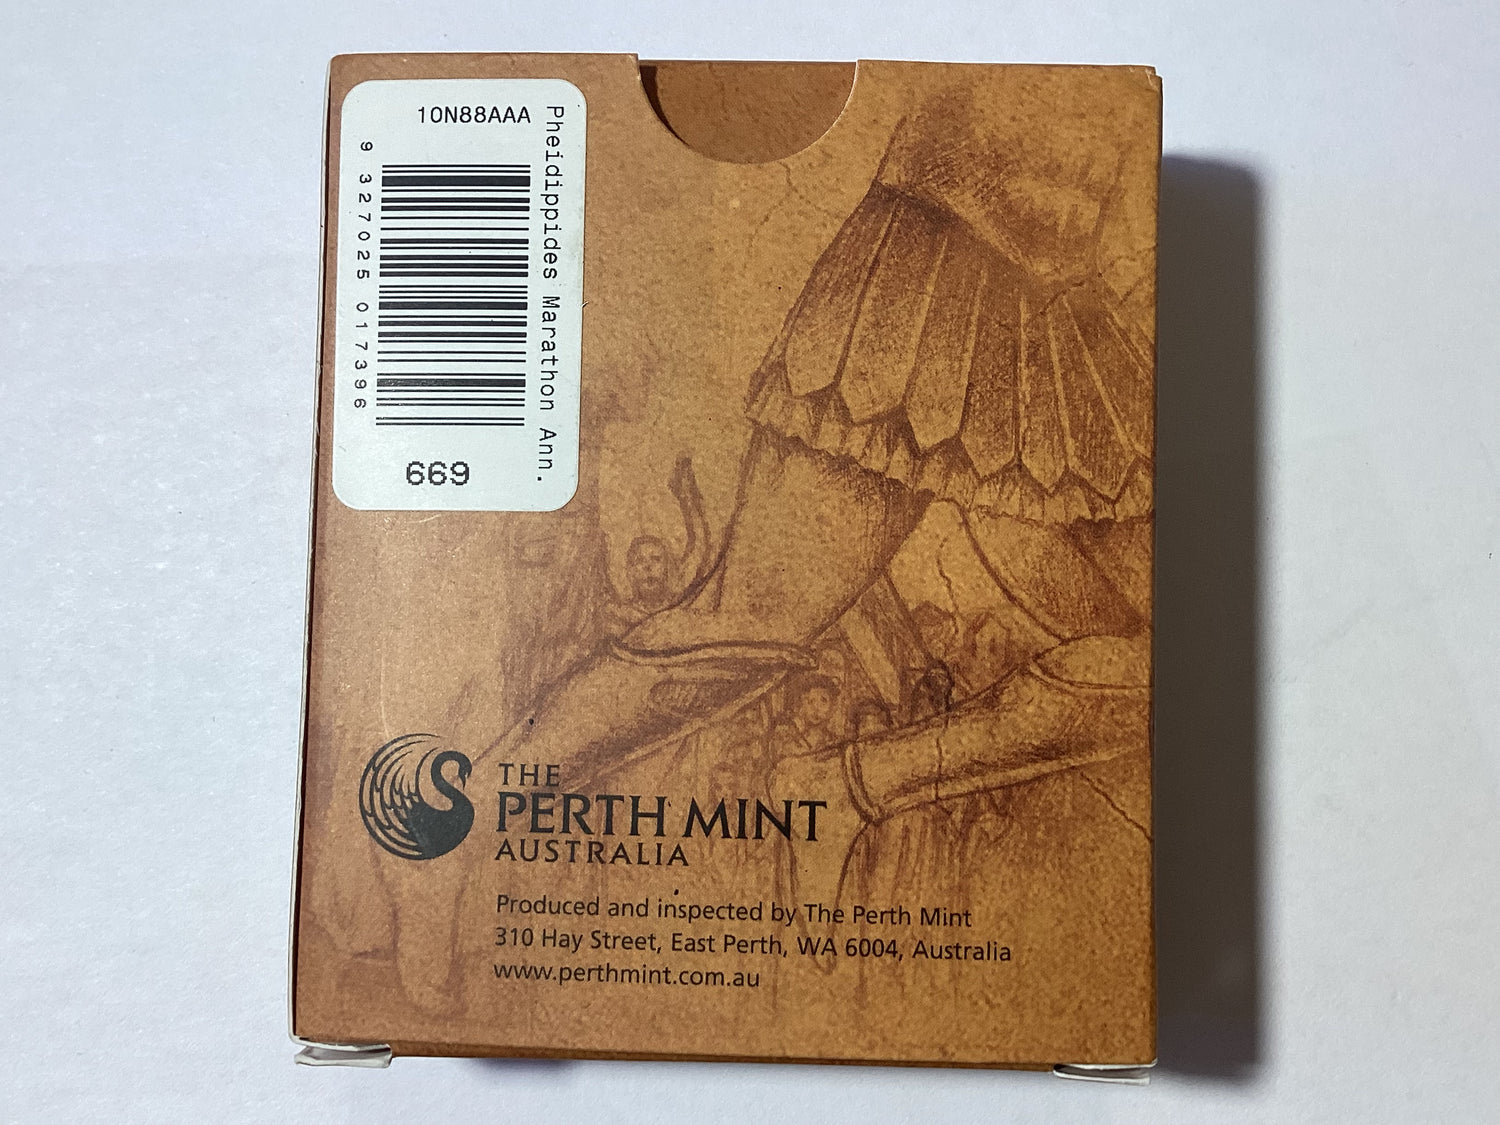 10N88AAA
Pheidippides Marathon Ann.
9 327025 017396
669
THE
PERTH MINT
AUSTRALIA
Produced and inspected by The Perth Mint
310 Hay Street, East Perth, WA 6004, Australia
www.perthmint.com.au